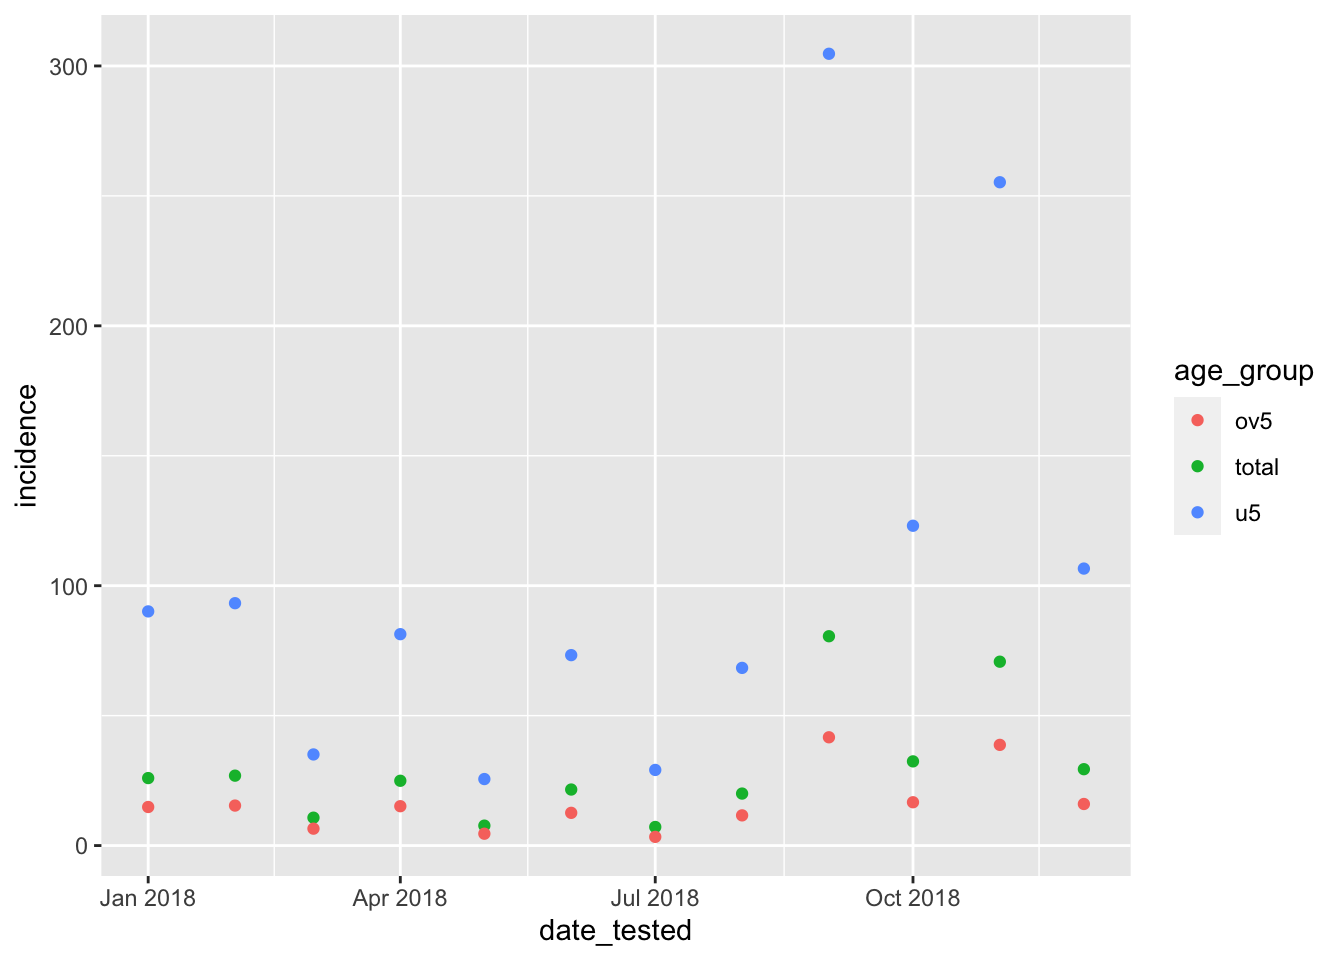 300
200
100
0
incidence
Jan 2018
Apr 2018
Jul 2018
Oct 2018
date_tested
age_group
ov5
total
u5